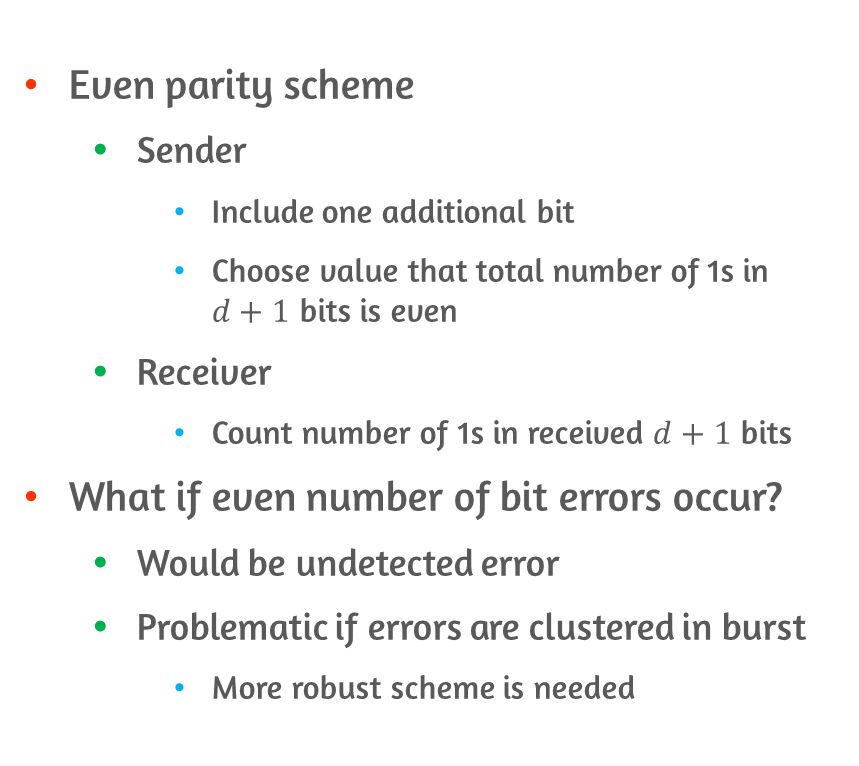 • Even parity scheme
• Sender
• Include one additional bit
• Choose value that total number of 1s in
d + 1 bits is even
• Receiver
• Count number of 1s in received d + 1 bits
• What if even number of bit errors occur?
• Would be undetected error
• Problematic if errors are clustered in burst
• More robust scheme is needed